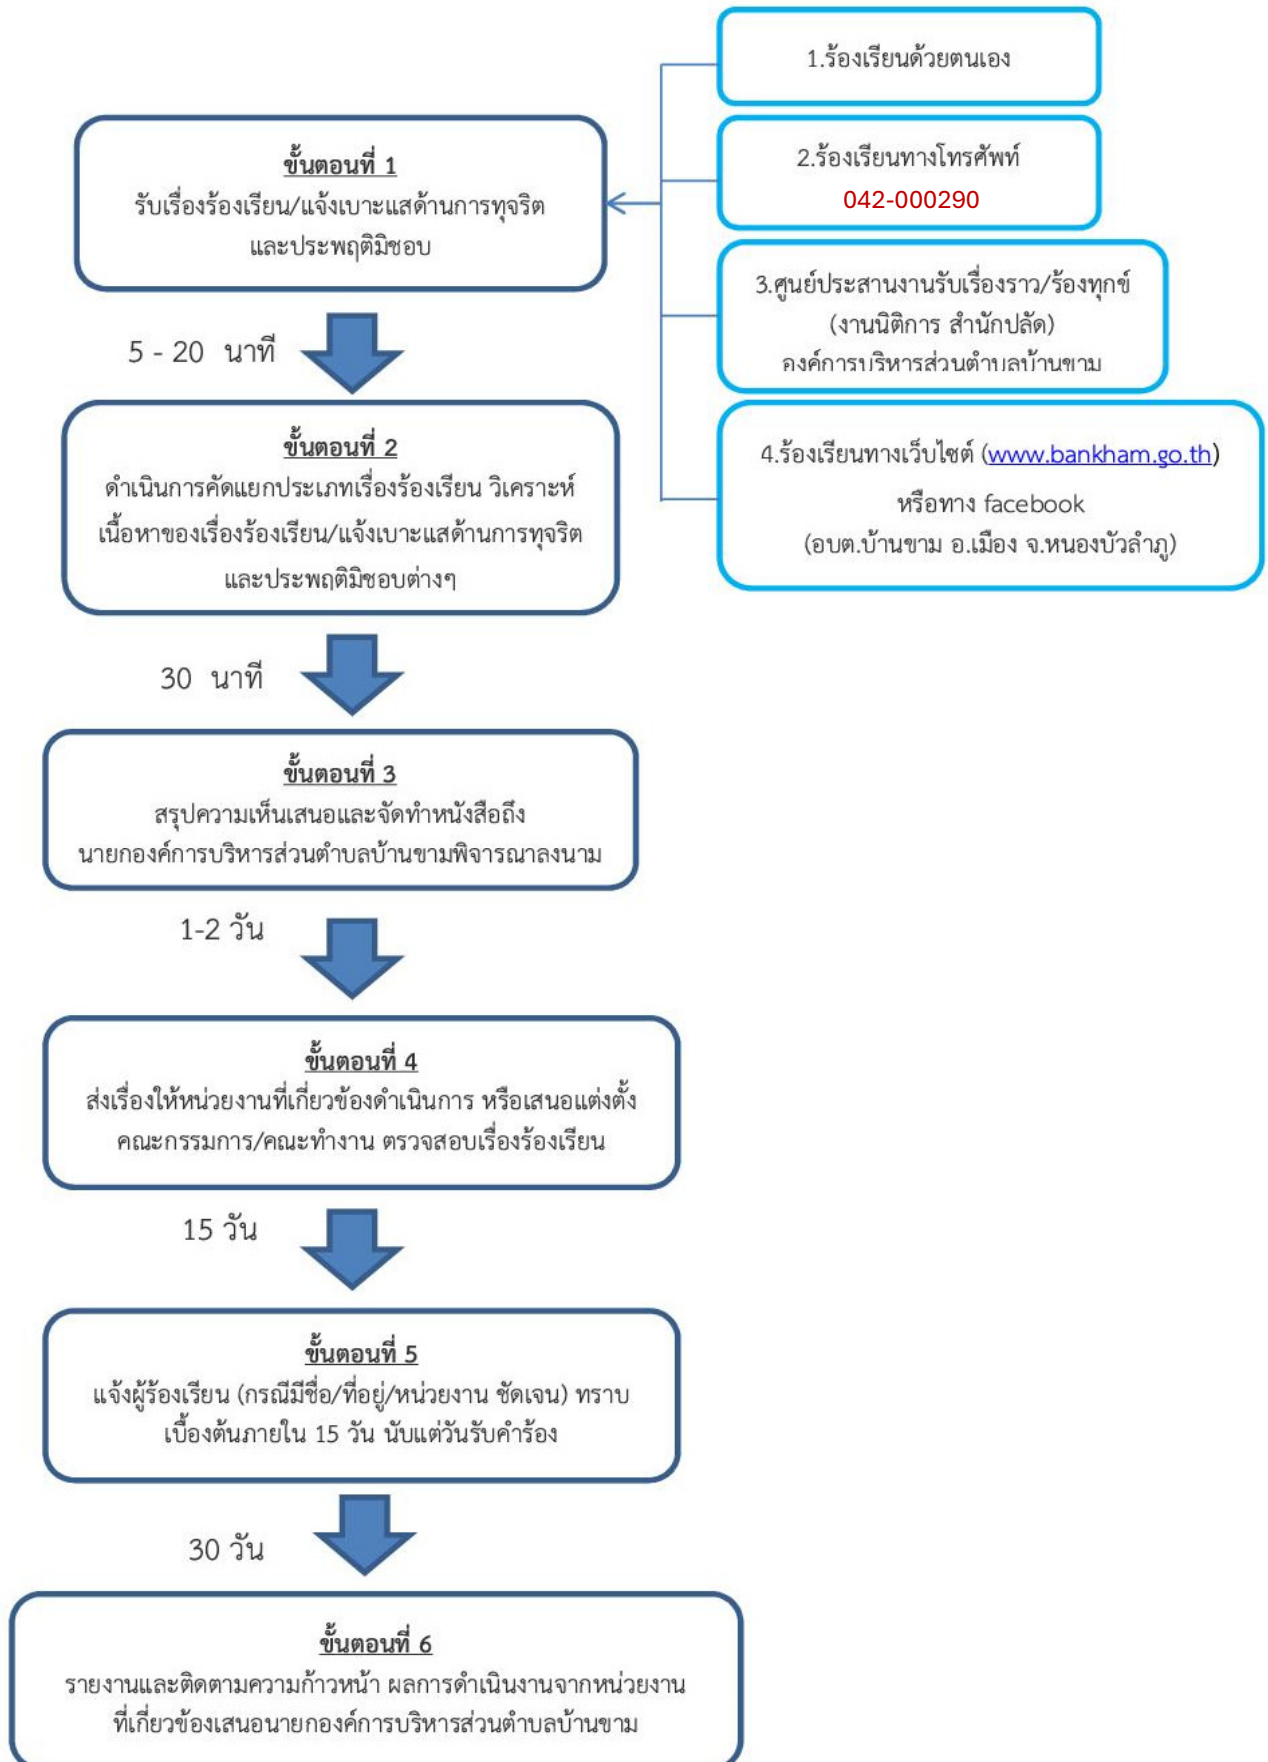 1.ร้องเรียนด้วยตนเอง
2.ร้องเรียนทางโทรศัพท์
042-000290
3.ศูนย์ประสานงานรับเรื่องราว/ร้องทุกข์
(งานนิติการ สำนักปลัด)
องค์การบริหารส่วนตำบลบ้านขาม
4.ร้องเรียนทางเว็บไซต์ (www.bankham.go.th)
หรือทาง facebook
(อบต.บ้านขาม อ.เมือง จ.หนองบัวลำภู)
ขั้นตอนที่ 1
รับเรื่องร้องเรียน/แจ้งเบาะแสด้านการทุจริต
และประพฤติมิชอบ
5 - 20 นาที
ขั้นตอนที่ 2
ดำเนินการคัดแยกประเภทเรื่องร้องเรียน วิเคราะห์
เนื้อหาของเรื่องร้องเรียน/แจ้งเบาะแสด้านการทุจริต
และประพฤติมิชอบต่างๆ
30 นาที
ขั้นตอนที่ 3
สรุปความเห็นเสนอและจัดทำหนังสือถึง
นายกองค์การบริหารส่วนตำบลบ้านขามพิจารณาลงนาม
1-2 วัน
ขั้นตอนที่ 4
ส่งเรื่องให้หน่วยงานที่เกี่ยวข้องดำเนินการ หรือเสนอแต่งตั้ง
คณะกรรมการ/คณะทำงาน ตรวจสอบเรื่องร้องเรียน
15 วัน
ขั้นตอนที่ 5
แจ้งผู้ร้องเรียน (กรณีมีชื่อ/ที่อยู่/หน่วยงาน ชัดเจน) ทราบ
เบื้องต้นภายใน 15 วัน นับแต่วันรับคำร้อง
30 วัน
ขั้นตอนที่ 6
รายงานและติดตามความก้าวหน้า ผลการดำเนินงานจากหน่วยงาน
ที่เกี่ยวข้องเสนอนายกองค์การบริหารส่วนตำบลบ้านขาม